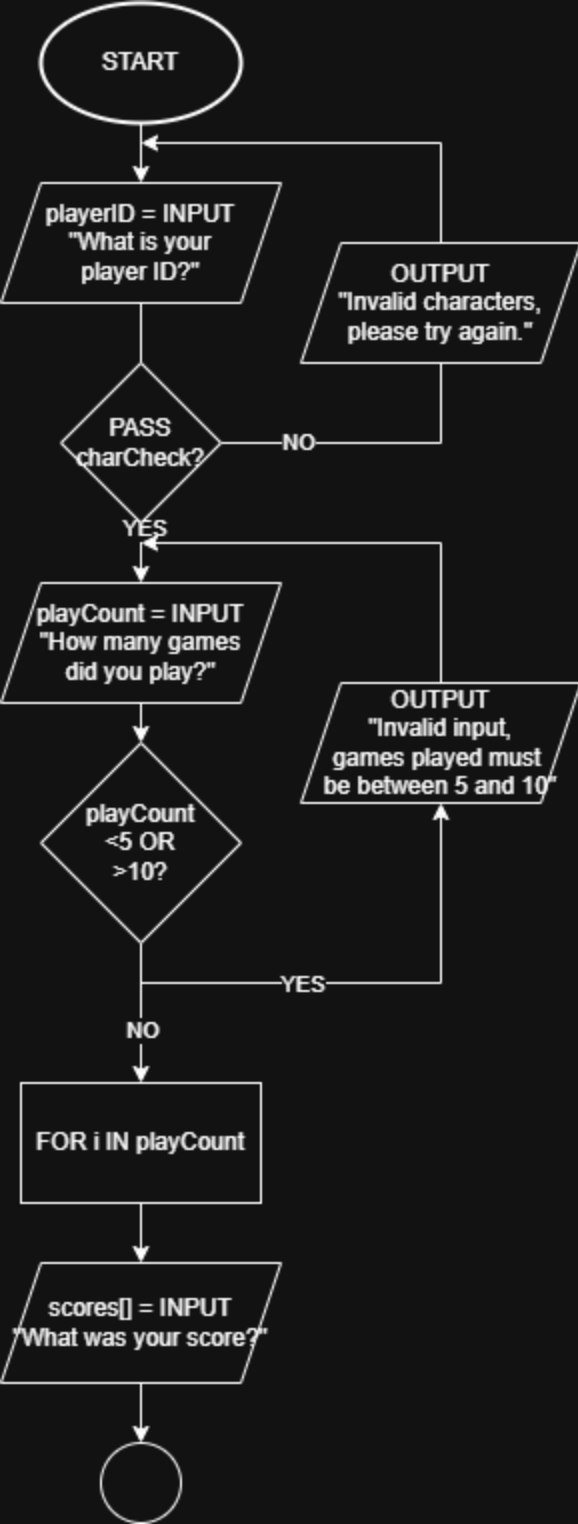 START
playerID = INPUT
"What is your
player ID?"
OUTPUT
"Invalid characters,
please try again."
PASS
charCheck?
NO
YES
playCount = INPUT
"How many games
did you play?"
OUTPUT
"Invalid input,
games played must
be between 5 and 10"
playCount
<5 OR
>10?
YES
NO
FOR i IN playCount
scores[] = INPUT
"What was your score?"